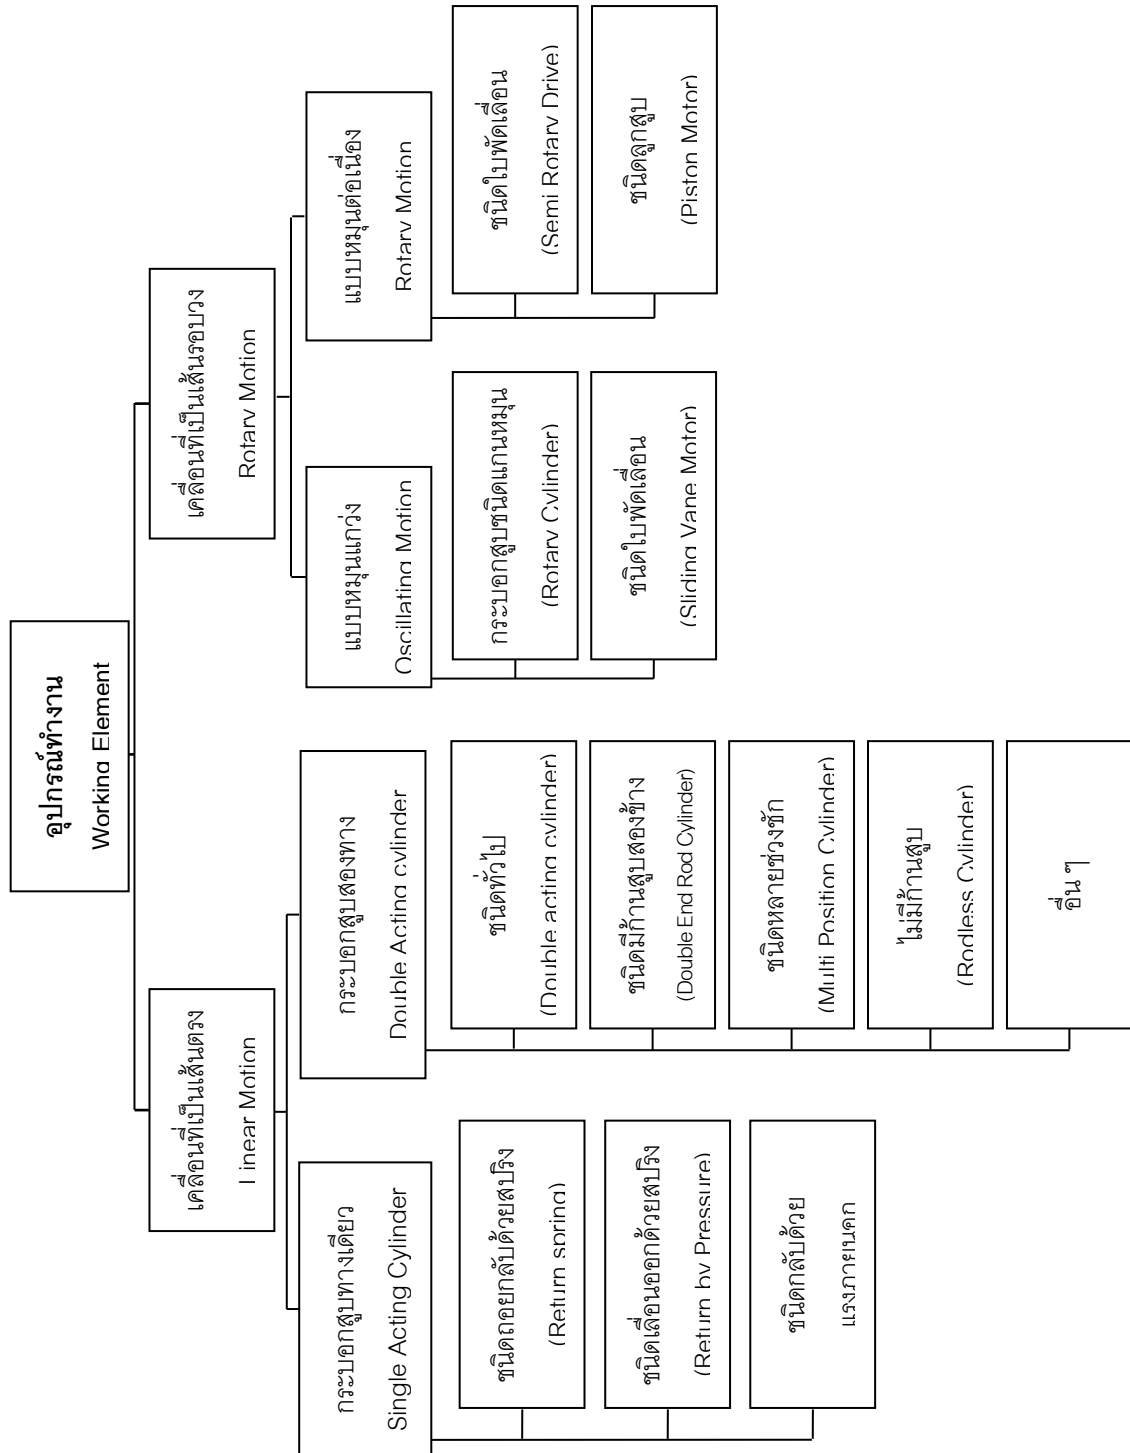 อุปกรณ์ทำงาน
Working Element
เคลื่อนที่เป็นเส้นตรง
Linear Motion
กระบอกสูบทางเดียว
Single Acting Cylinder
ชนิดถอยกลับด้วยสปริง
(Return spring)
ชนิดเลื่อนออกด้วยสปริง
(Return by Pressure)
ชนิดกลับด้วย
แรงภายนคก
กระบอกสูบสองทาง
Double Acting cylinder
ชนิดทั่วไป
(Double acting cylinder)
ชนิดมีก้านสูบสองข้าง
(Double End Rod Cylinder)
ชนิดหลายช่วงชัก
(Multi Position Cylinder)
ไม่มีก้านสูบ
(Rodless Cylinder)
อื่น ๆ
เคลื่อนที่เป็นเส้นรอบวง
Rotary Motion
แบบหมุนแกว่ง
Oscillating Motion
กระบอกสูบชนิดแกนหมุน
(Rotary Cylinder)
ชนิดใบพัดเลื่อน
(Sliding Vane Motor)
แบบหมุนต่อเนื่อง
Rotary Motion
ชนิดใบพัดเลื่อน
(Semi Rotary Drive)
ชนิดลูกสูบ
(Piston Motor)